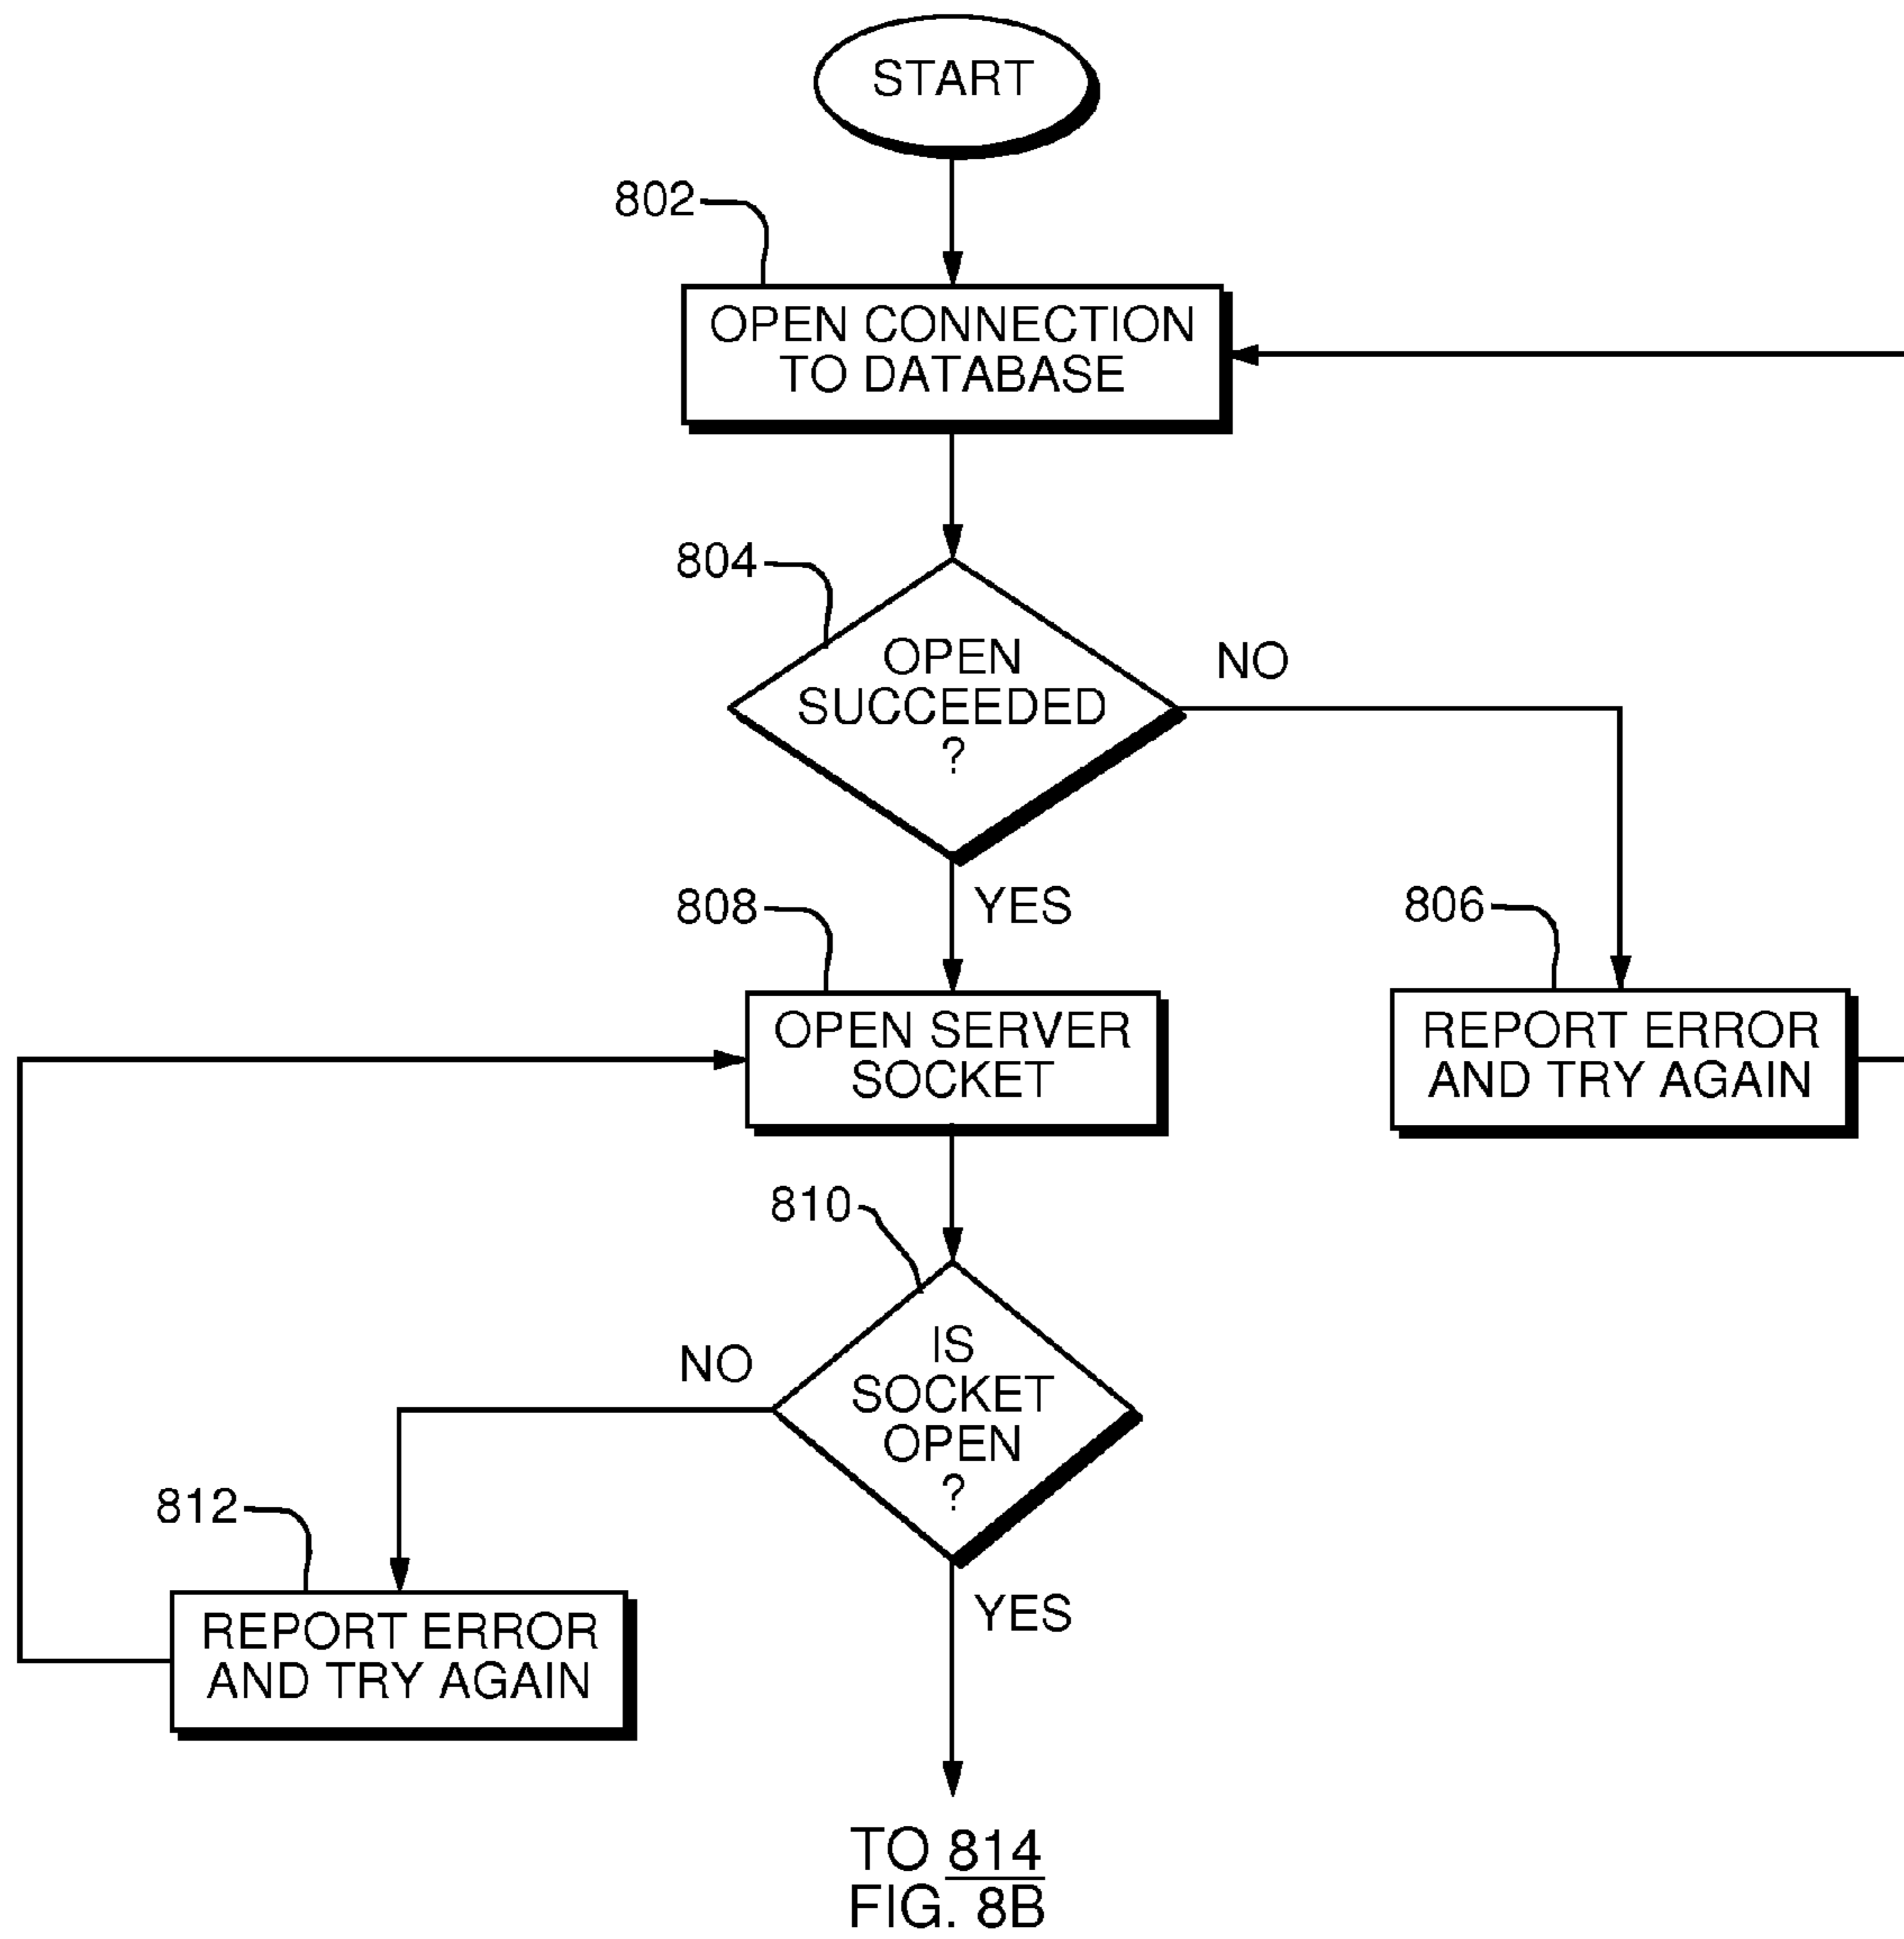 START
802
OPEN CONNECTION
TO DATABASE
804
OPEN
SUCCEEDED
?
NO
YES
808
806
OPEN SERVER
SOCKET
REPORT ERROR
AND TRY AGAIN
810
IS
SOCKET
OPEN
?
NO
812
YES
REPORT ERROR
AND TRY AGAIN
TO 814
FIG. 8B